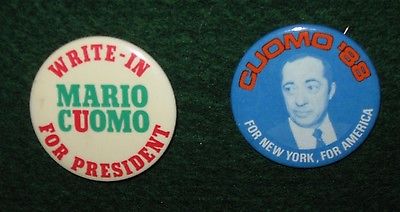 WRITE-IN
MARIO
CUOMO
FOR PRESIDENT
CUOMO '88
FOR NEW YORK, FOR AMERICA